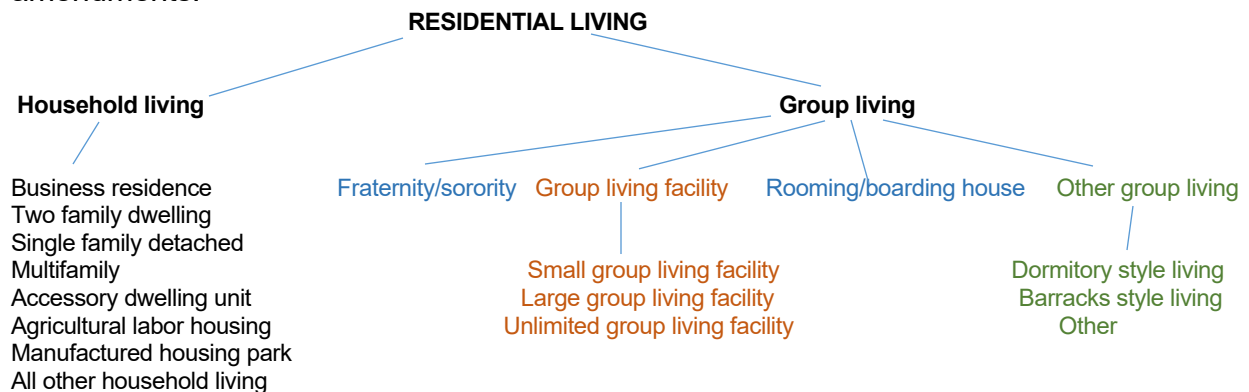 amendments.
RESIDENTIAL LIVING
Household living
Group living
Business residence
Two family dwelling
Single family detached
Multifamily
Accessory dwelling unit
Agricultural labor housing
Manufactured housing park
All other household living
Fraternity/sorority
Group living facility
Small group living facility
Large group living facility
Unlimited group living facility
Rooming/boarding house
Other group living
Dormitory style living
Barracks style living
Other